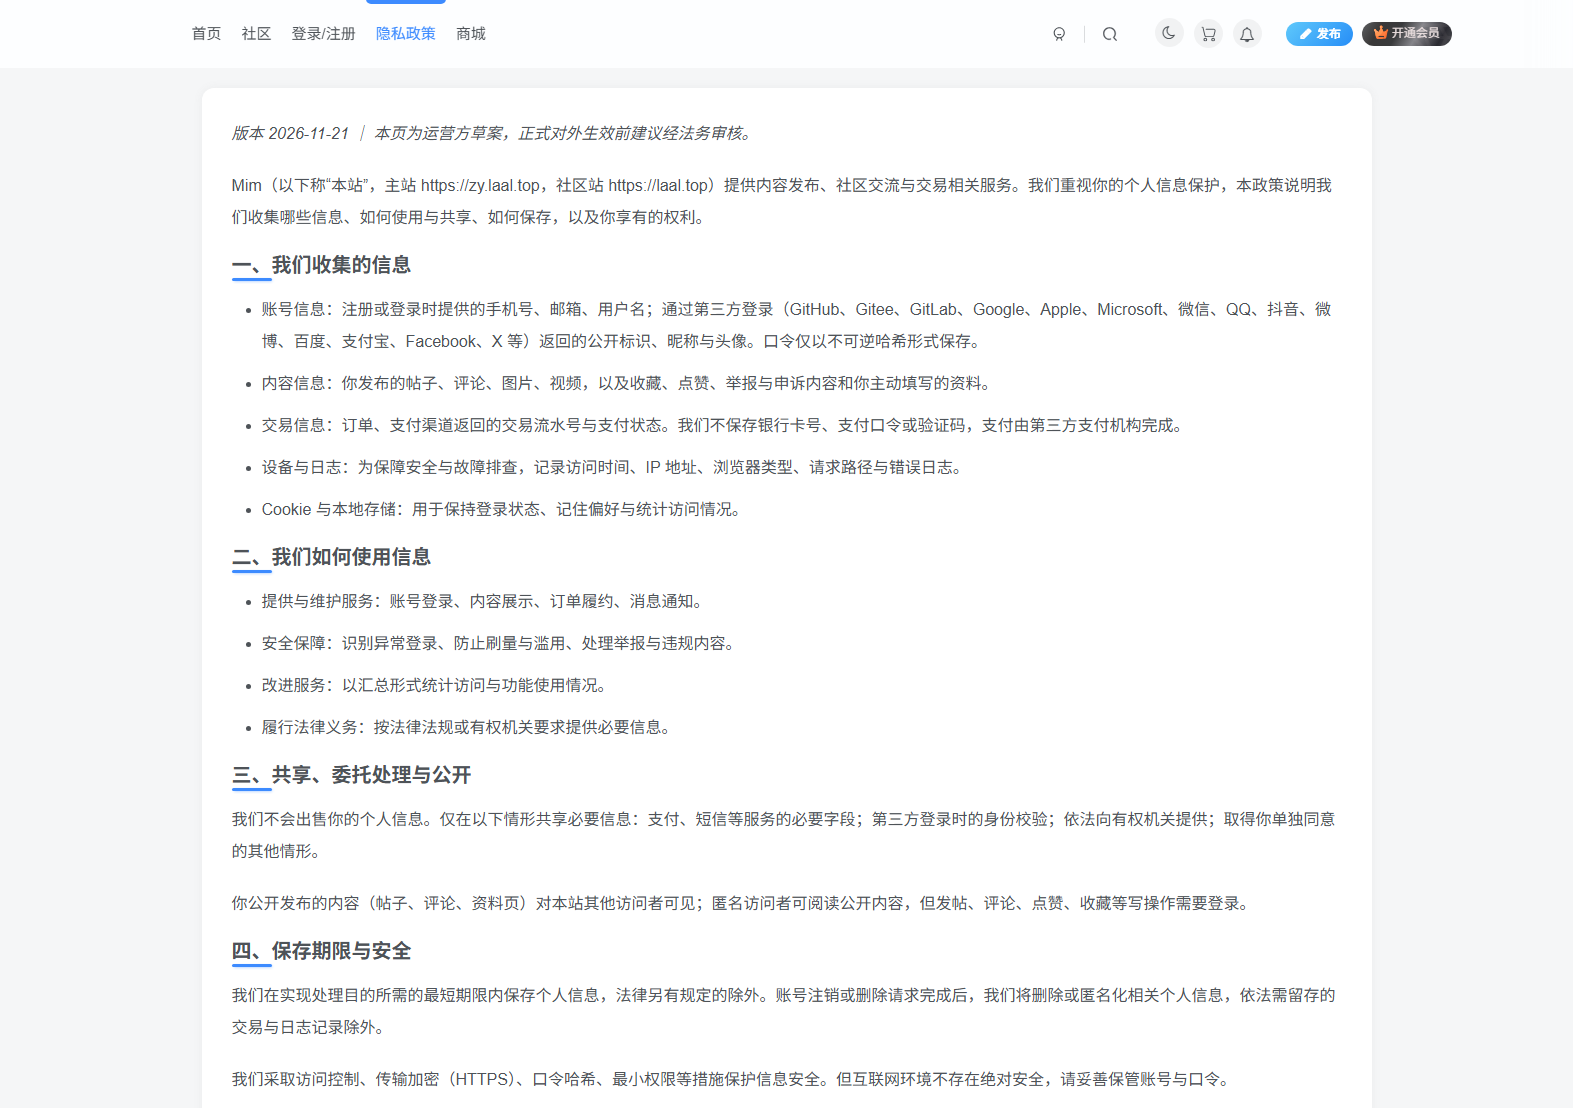 首页 社区 登录/注册 隐私政策 商城 发布 开通会员
版本 2026-11-21 ｜ 本页为运营方草案，正式对外生效前建议经法务审核。
Mim（以下称“本站”，主站 https://zy.laal.top，社区站 https://laal.top）提供内容发布、社区交流与交易相关服务。我们重视你的个人信息保护，本政策说明我
们收集哪些信息、如何使用与共享、如何保存，以及你享有的权利。
一、我们收集的信息
• 账号信息：注册或登录时提供的手机号、邮箱、用户名；通过第三方登录（GitHub、Gitee、GitLab、Google、Apple、Microsoft、微信、QQ、抖音、微
博、百度、支付宝、Facebook、X 等）返回的公开标识、昵称与头像。口令仅以不可逆哈希形式保存。
• 内容信息：你发布的帖子、评论、图片、视频，以及收藏、点赞、举报与申诉内容和你主动填写的资料。
• 交易信息：订单、支付渠道返回的交易流水号与支付状态。我们不保存银行卡号、支付口令或验证码，支付由第三方支付机构完成。
• 设备与日志：为保障安全与故障排查，记录访问时间、IP 地址、浏览器类型、请求路径与错误日志。
• Cookie 与本地存储：用于保持登录状态、记住偏好与统计访问情况。
二、我们如何使用信息
• 提供与维护服务：账号登录、内容展示、订单履约、消息通知。
• 安全保障：识别异常登录、防止刷量与滥用、处理举报与违规内容。
• 改进服务：以汇总形式统计访问与功能使用情况。
• 履行法律义务：按法律法规或有权机关要求提供必要信息。
三、共享、委托处理与公开
我们不会出售你的个人信息。仅在以下情形共享必要信息：支付、短信等服务的必要字段；第三方登录时的身份校验；依法向有权机关提供；取得你单独同意
的其他情形。
你公开发布的内容（帖子、评论、资料页）对本站其他访问者可见；匿名访问者可阅读公开内容，但发帖、评论、点赞、收藏等写操作需要登录。
四、保存期限与安全
我们在实现处理目的所需的最短期限内保存个人信息，法律另有规定的除外。账号注销或删除请求完成后，我们将删除或匿名化相关个人信息，依法需留存的
交易与日志记录除外。
我们采取访问控制、传输加密（HTTPS）、口令哈希、最小权限等措施保护信息安全。但互联网环境不存在绝对安全，请妥善保管账号与口令。